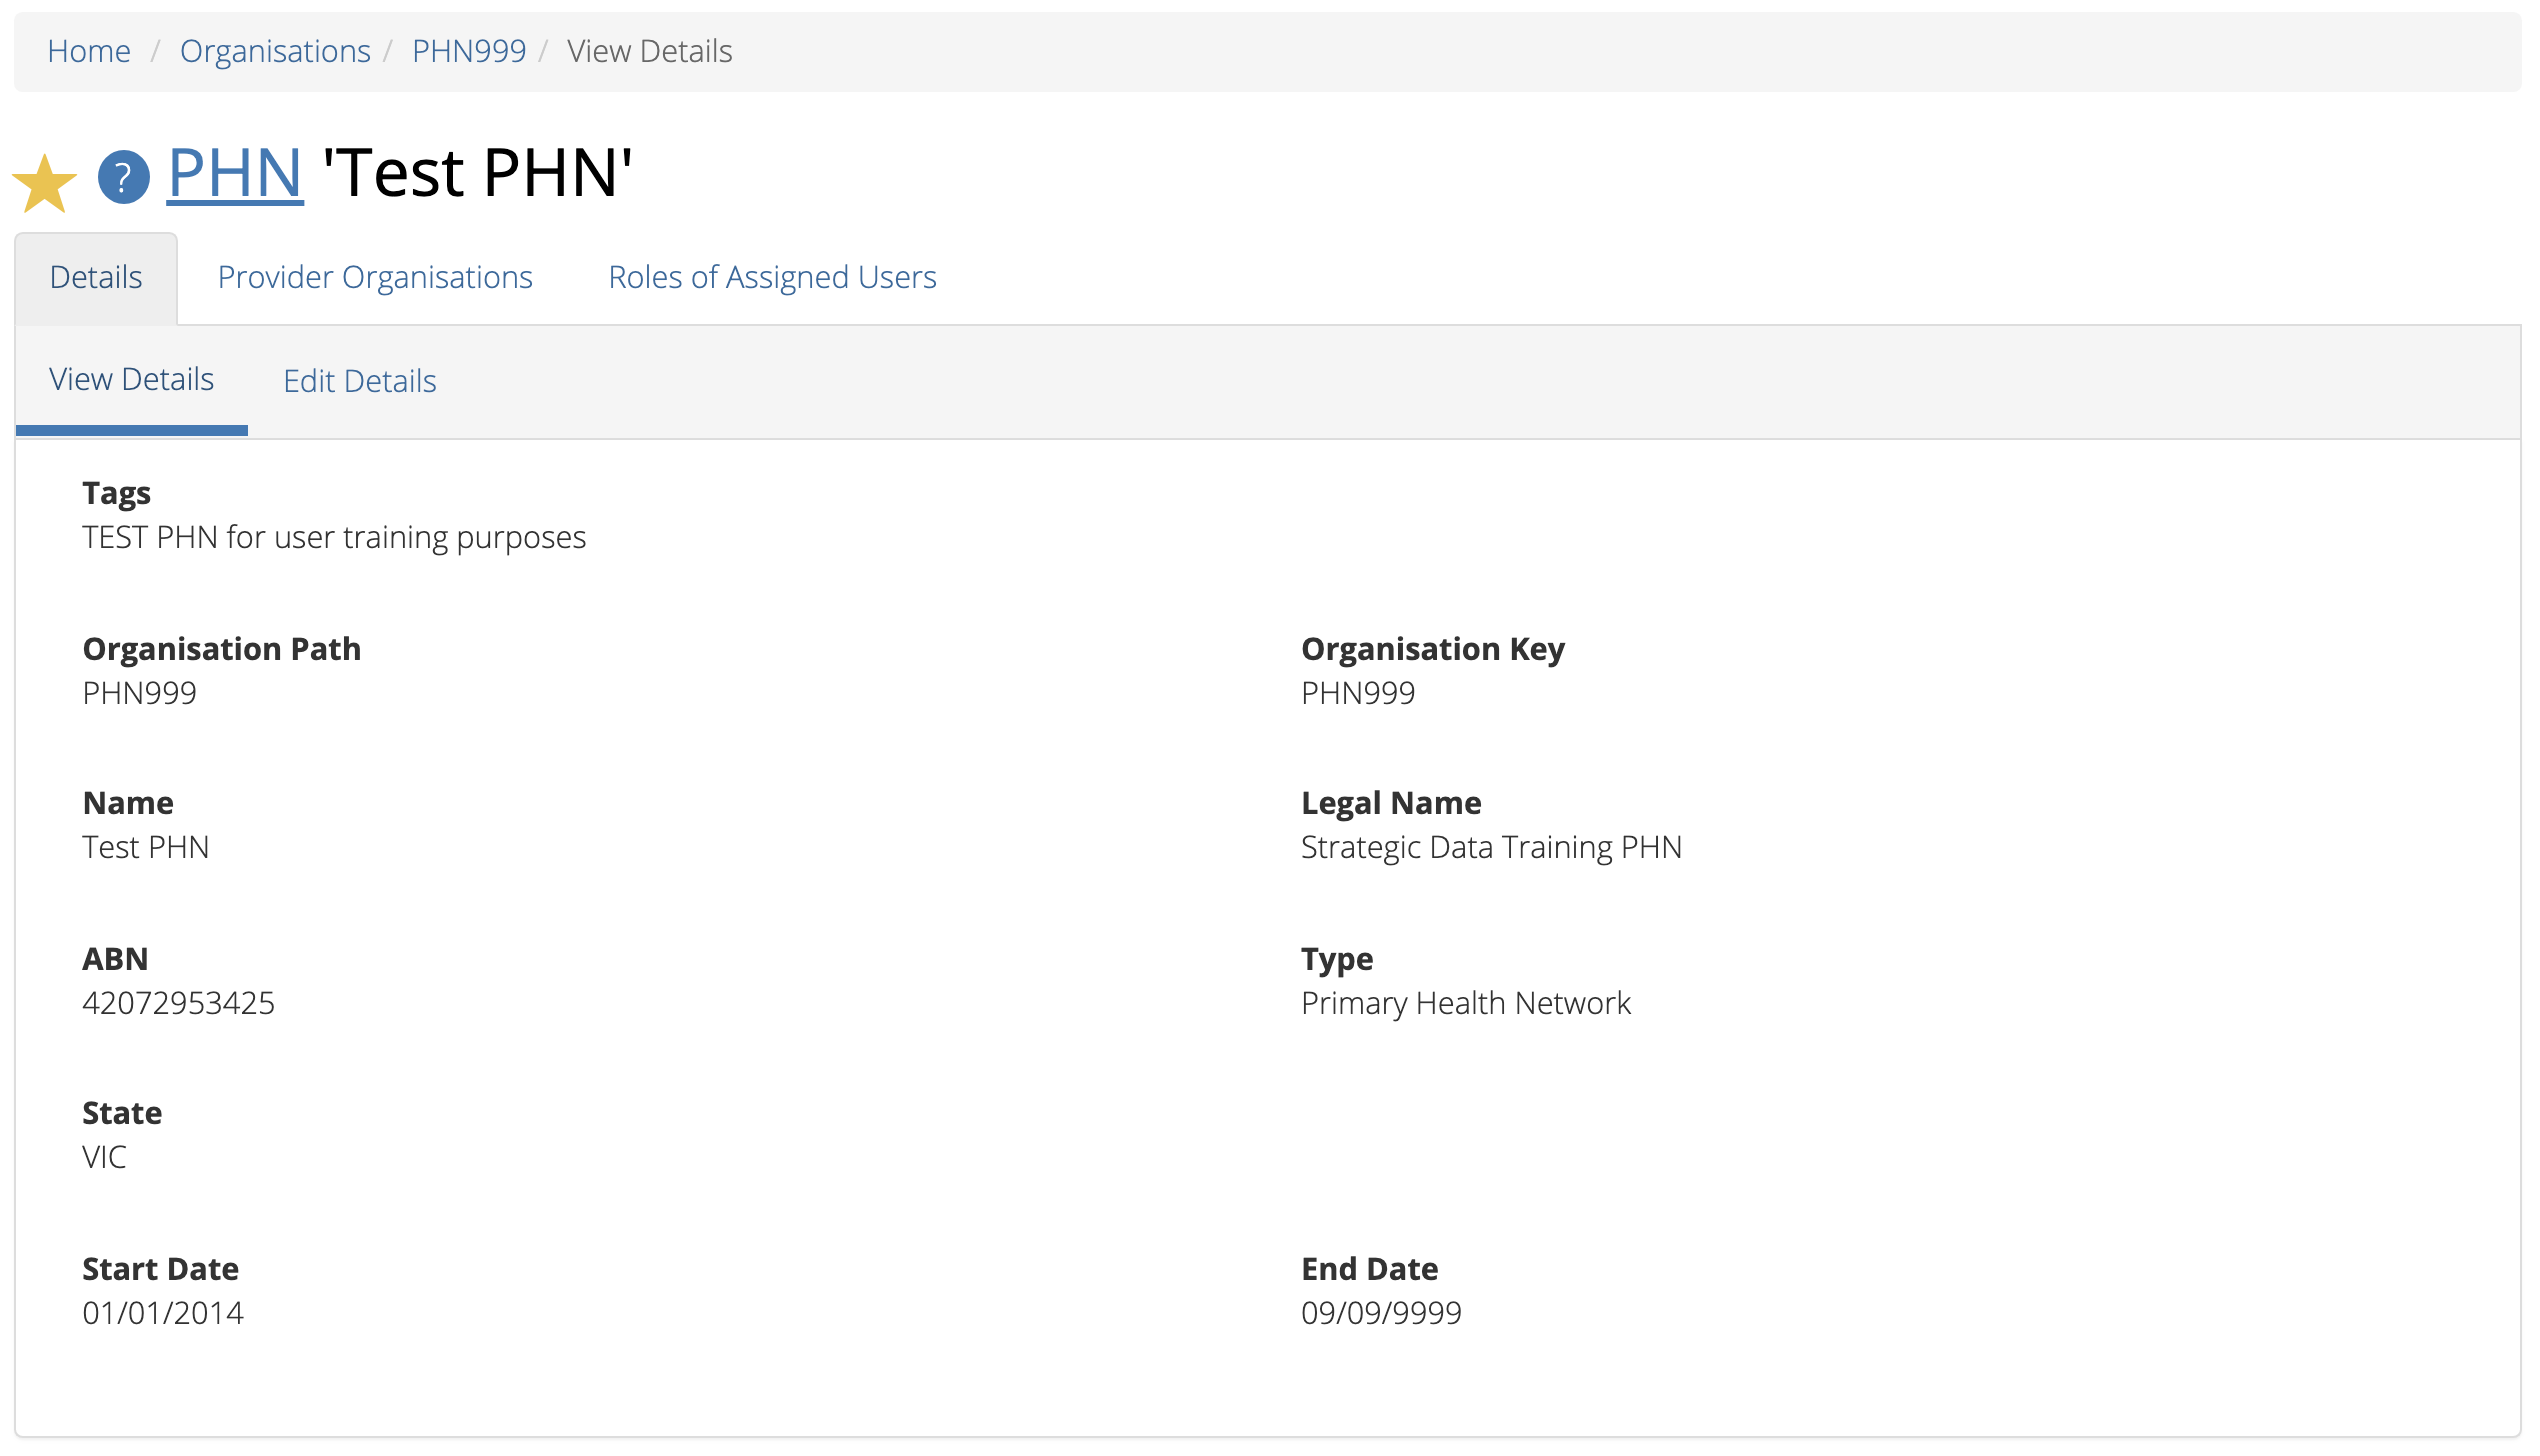 Home / Organisations / PHN999 / View Details
? PHN 'Test PHN'
Details Provider Organisations Roles of Assigned Users
View Details Edit Details
Tags
TEST PHN for user training purposes
Organisation Path Organisation Key
PHN999 PHN999
Name Legal Name
Test PHN Strategic Data Training PHN
ABN Type
42072953425 Primary Health Network
State
VIC
Start Date End Date
01/01/2014 09/09/9999